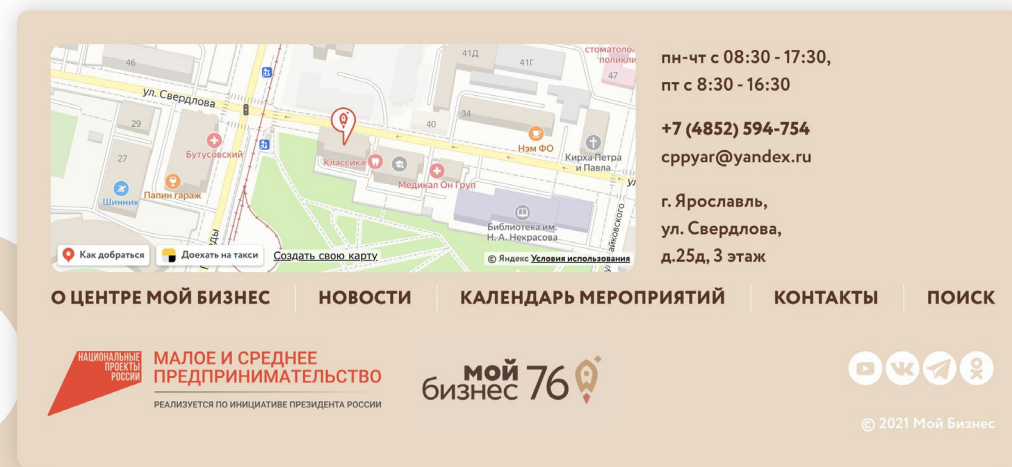 41Д
стоматоло
поликли
46
41Г
47
ул. Свердлова
34
29
40
Бутусовский
Нэм ФО
27
Классика
Кирха Петра
и Павла
Медикал Он Груп
Шинник
Папин гараж
Библиотека им.
Н. А. Некрасова
Как добраться
Доехать на такси
Создать свою карту
© Яндекс Условия использования
пн-чт с 08:30 - 17:30,
пт с 8:30 - 16:30
+7 (4852) 594-754
cppyar@yandex.ru
г. Ярославль,
ул. Свердлова,
д.25д, 3 этаж
О ЦЕНТРЕ МОЙ БИЗНЕС
НОВОСТИ
КАЛЕНДАРЬ МЕРОПРИЯТИЙ
КОНТАКТЫ
ПОИСК
НАЦИОНАЛЬНЫЕ
ПРОЕКТЫ
РОССИИ
МАЛОЕ И СРЕДНЕЕ
ПРЕДПРИНИМАТЕЛЬСТВО
РЕАЛИЗУЕТСЯ ПО ИНИЦИАТИВЕ ПРЕЗИДЕНТА РОССИИ
мой
бизнес 76
© 2021 Мой Бизнес